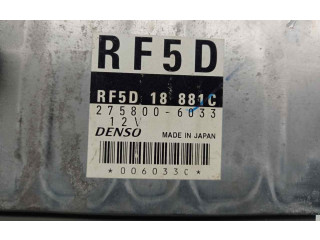 RF5D
RF5D 18 881C
275800-6033
12V
DENSO MADE IN JAPAN
*006033C*